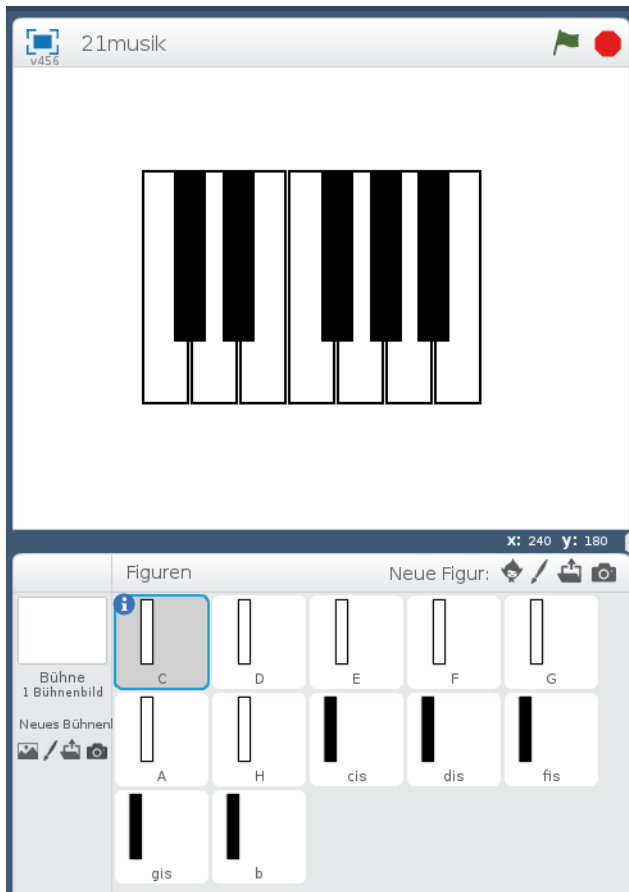 21musik
v456
x: 240 y: 180
Figuren
Neue Figur:
C
D
E
F
G
Bühne
1 Bühnenbild
Neues Bühnenl
A
H
cis
dis
fis
gis
b